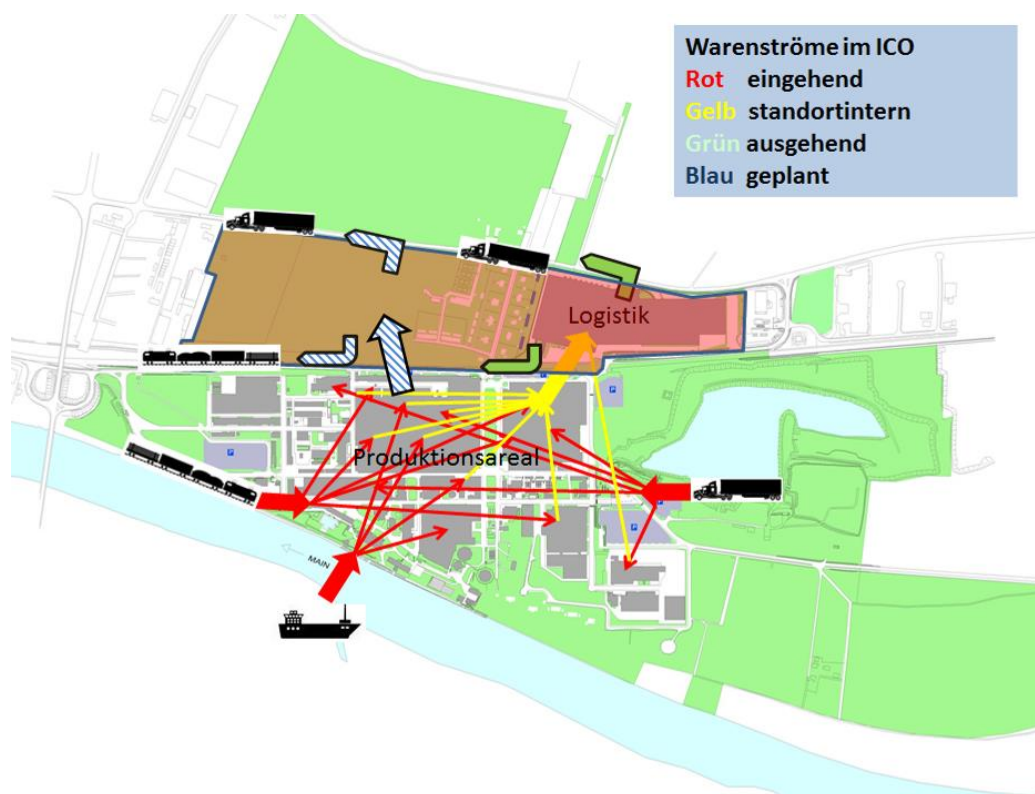 Warenströme im ICO
Rot eingehend
Gelb standortintern
Grün ausgehend
Blau geplant
Logistik
P
P
Produktionsareal
P
P
P
MAIN